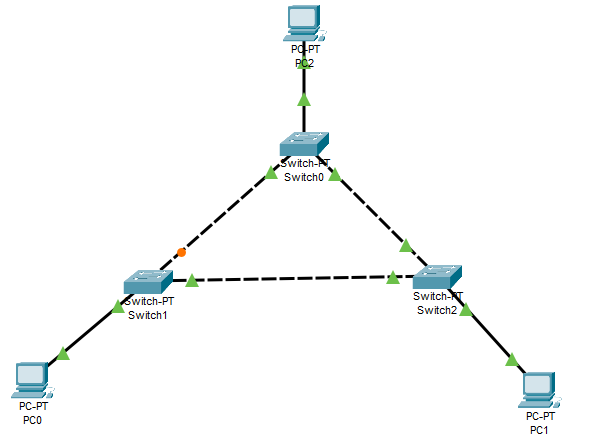 PC-PT
PC2
Switch-PT
Switch0
Switch-PT
Switch1
Switch-PT
Switch2
PC-PT
PC0
PC-PT
PC1